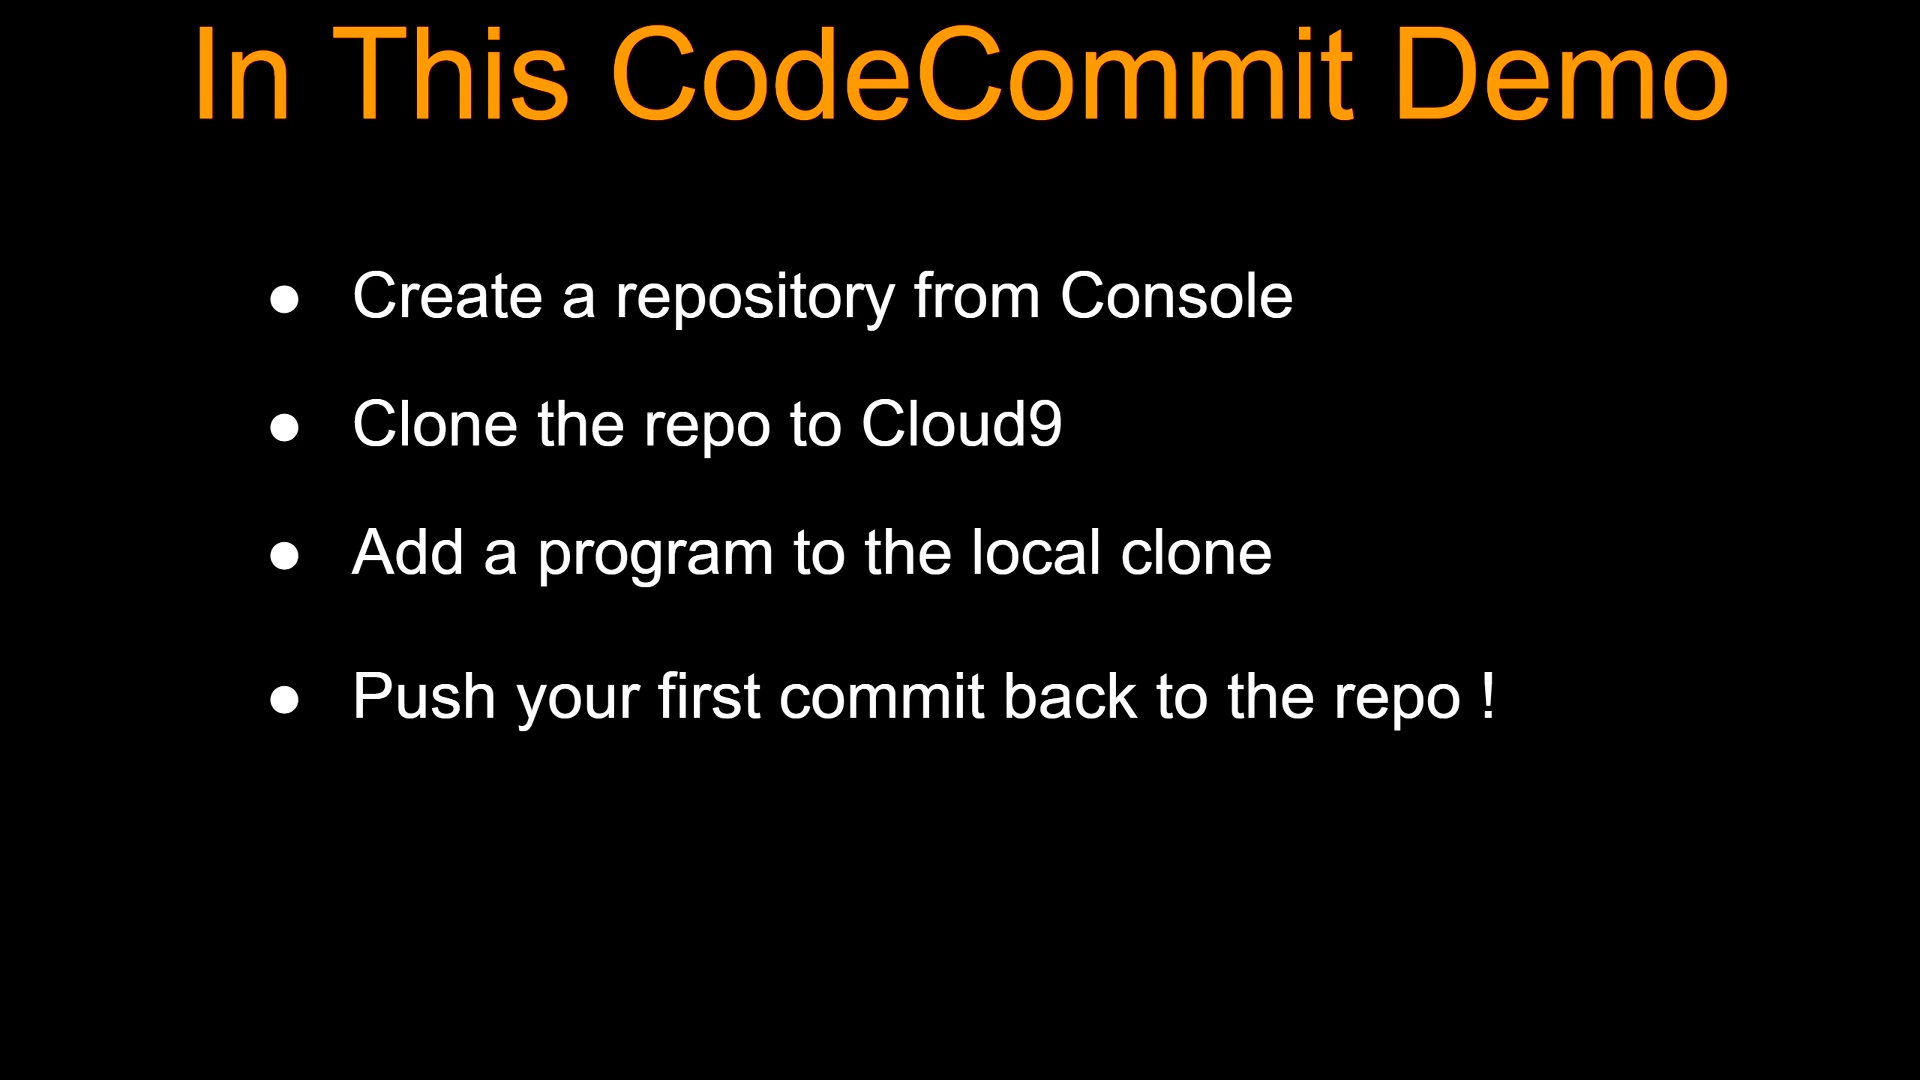 In This CodeCommit Demo
● Create a repository from Console
● Clone the repo to Cloud9
● Add a program to the local clone
● Push your first commit back to the repo !